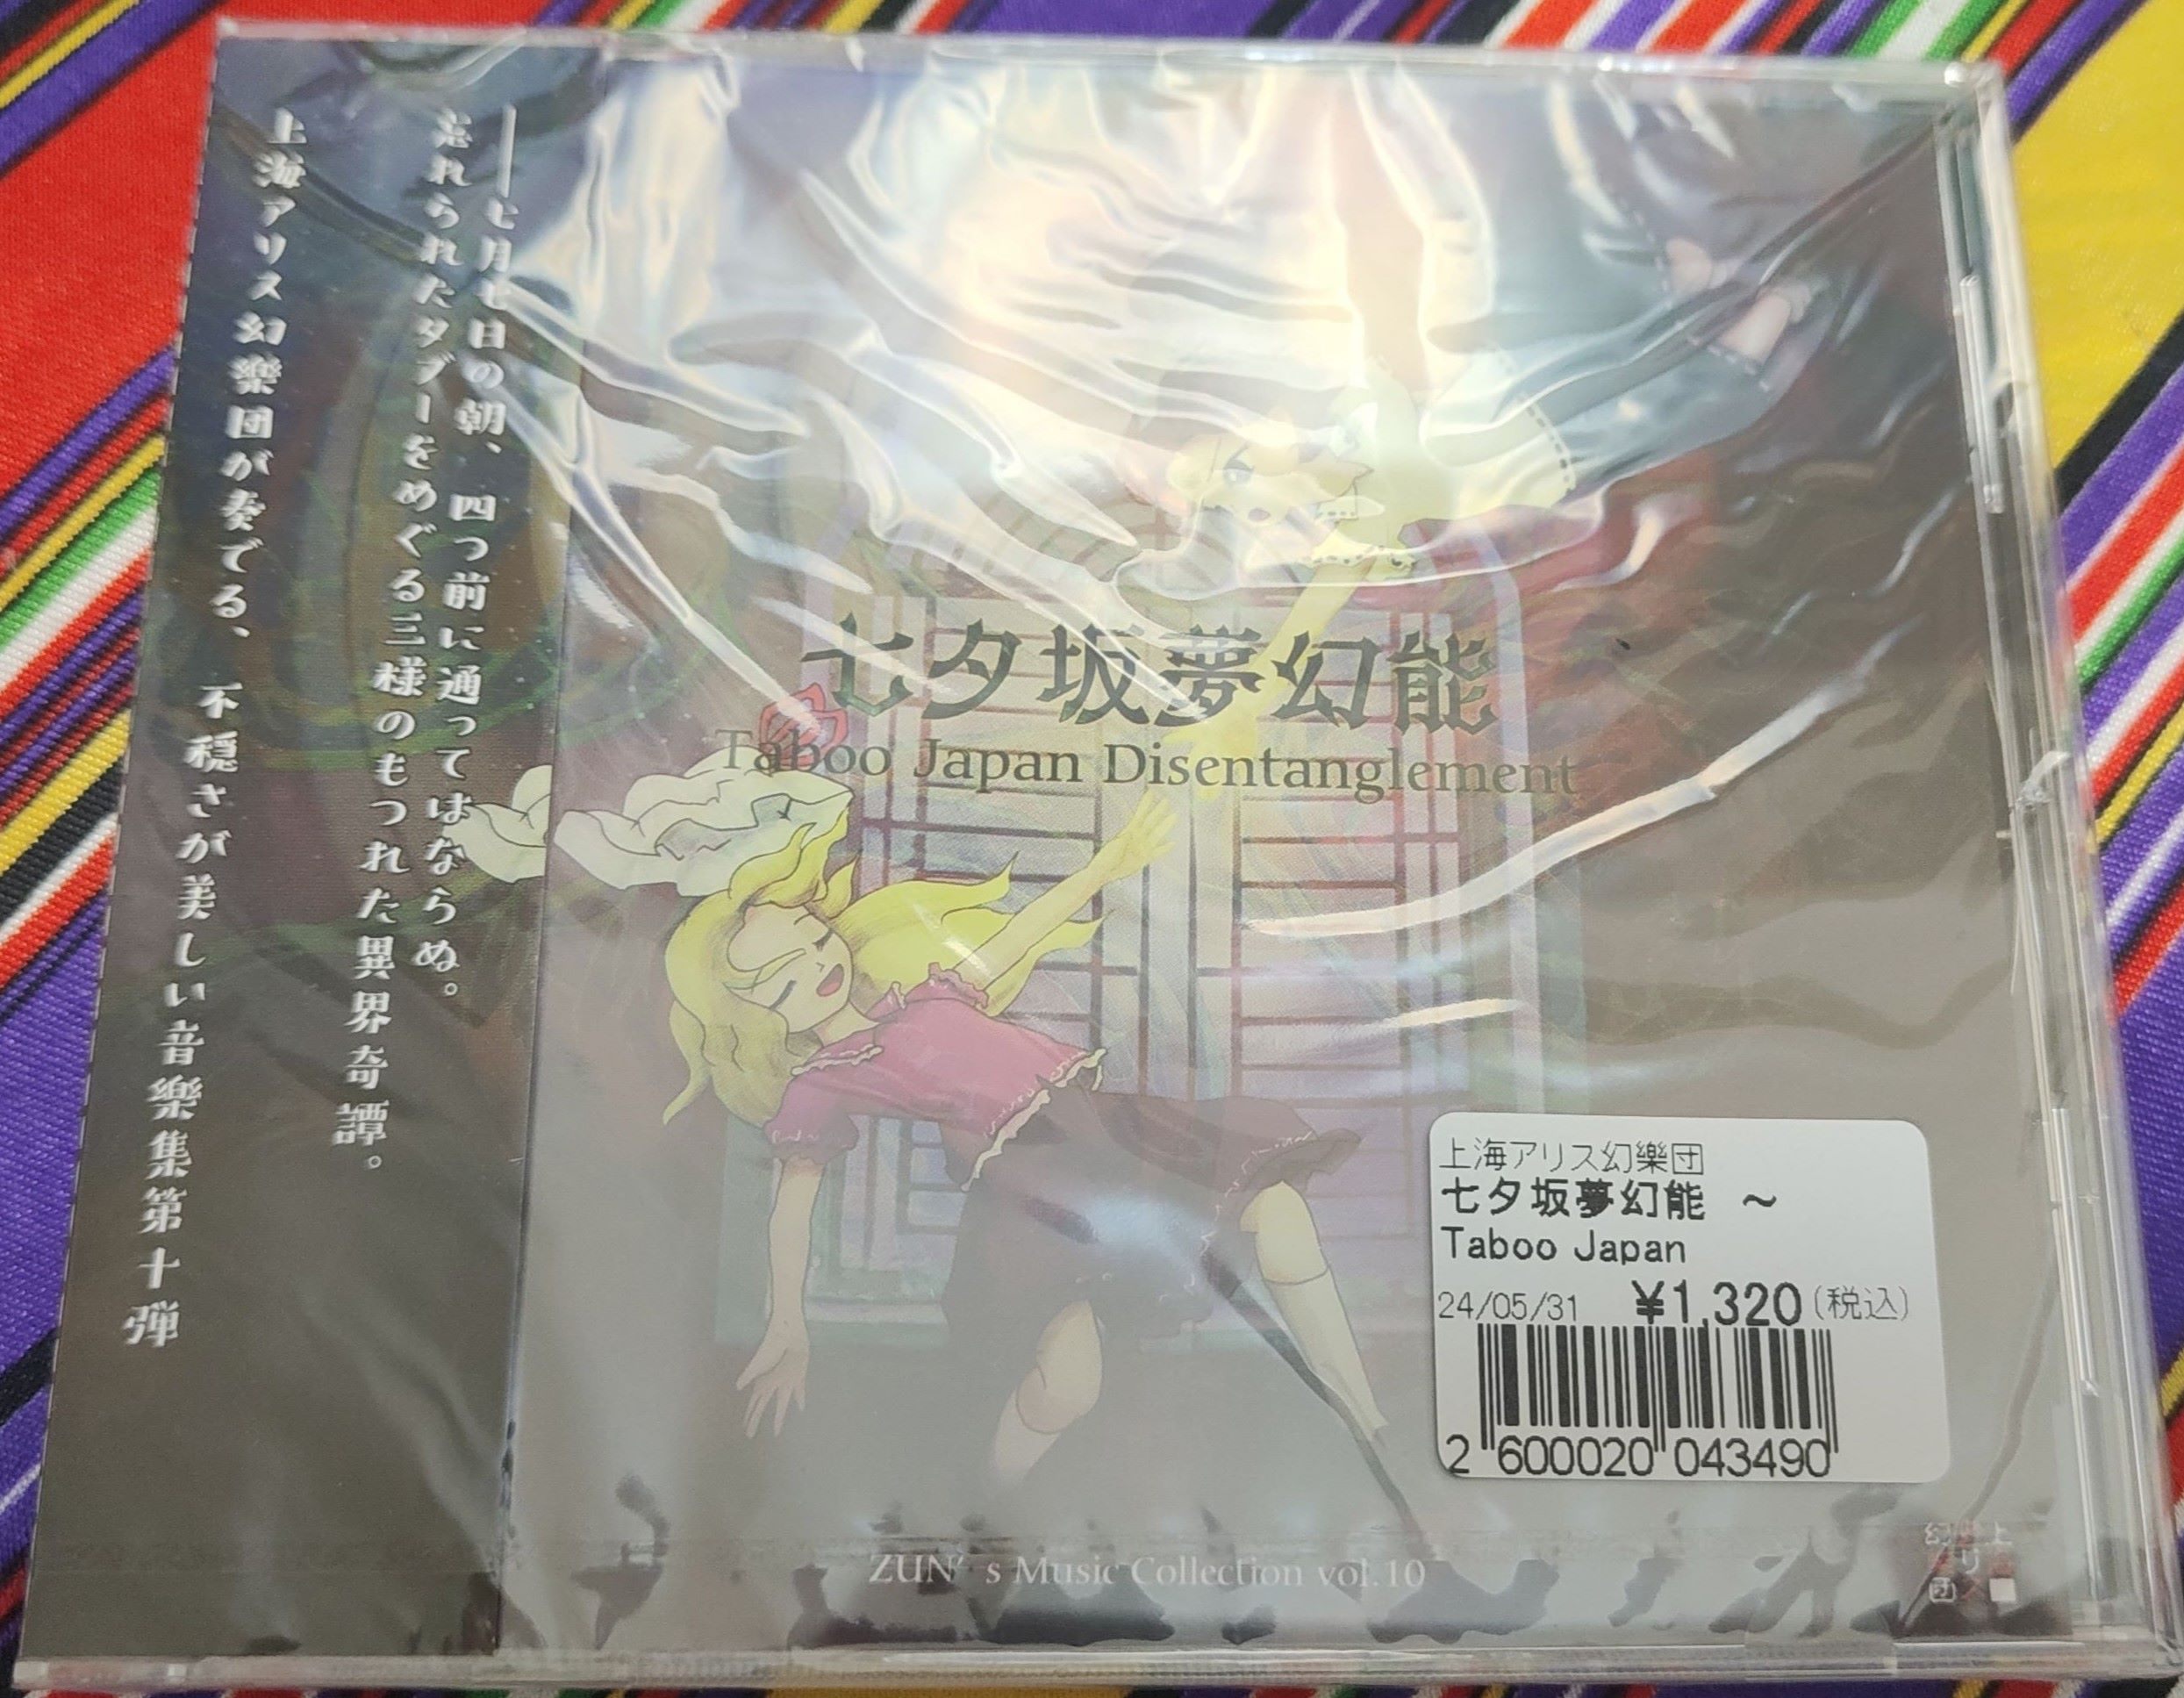 ――七月七日の朝、四つ前に通ってはならぬ。
忘れられたタブーをめぐる三様のもつれた異界奇譚。
上海アリス幻樂団が奏でる、不穏さが美しい音樂集第十弾
七夕坂夢幻能
Taboo Japan Disentanglement
上海アリス幻樂団
七夕坂夢幻能 ～
Taboo Japan
24/05/31 ¥1,320(税込)
2 600020 043490
ZUN's Music Collection vol.10